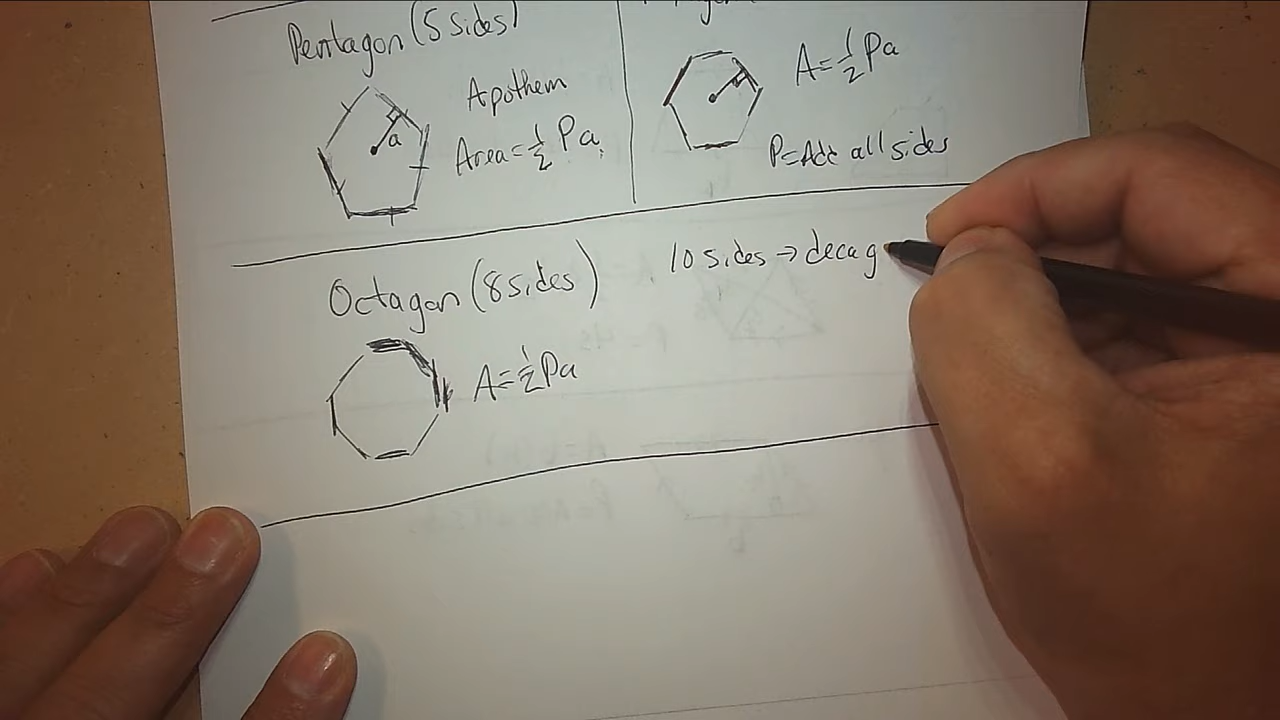 Pentagon (5 sides)
a
Apothem
Area = 1/2 Pa
A = 1/2 Pa
P = Add all sides
Octagon (8 sides)
A = 1/2 Pa
10 sides → decag